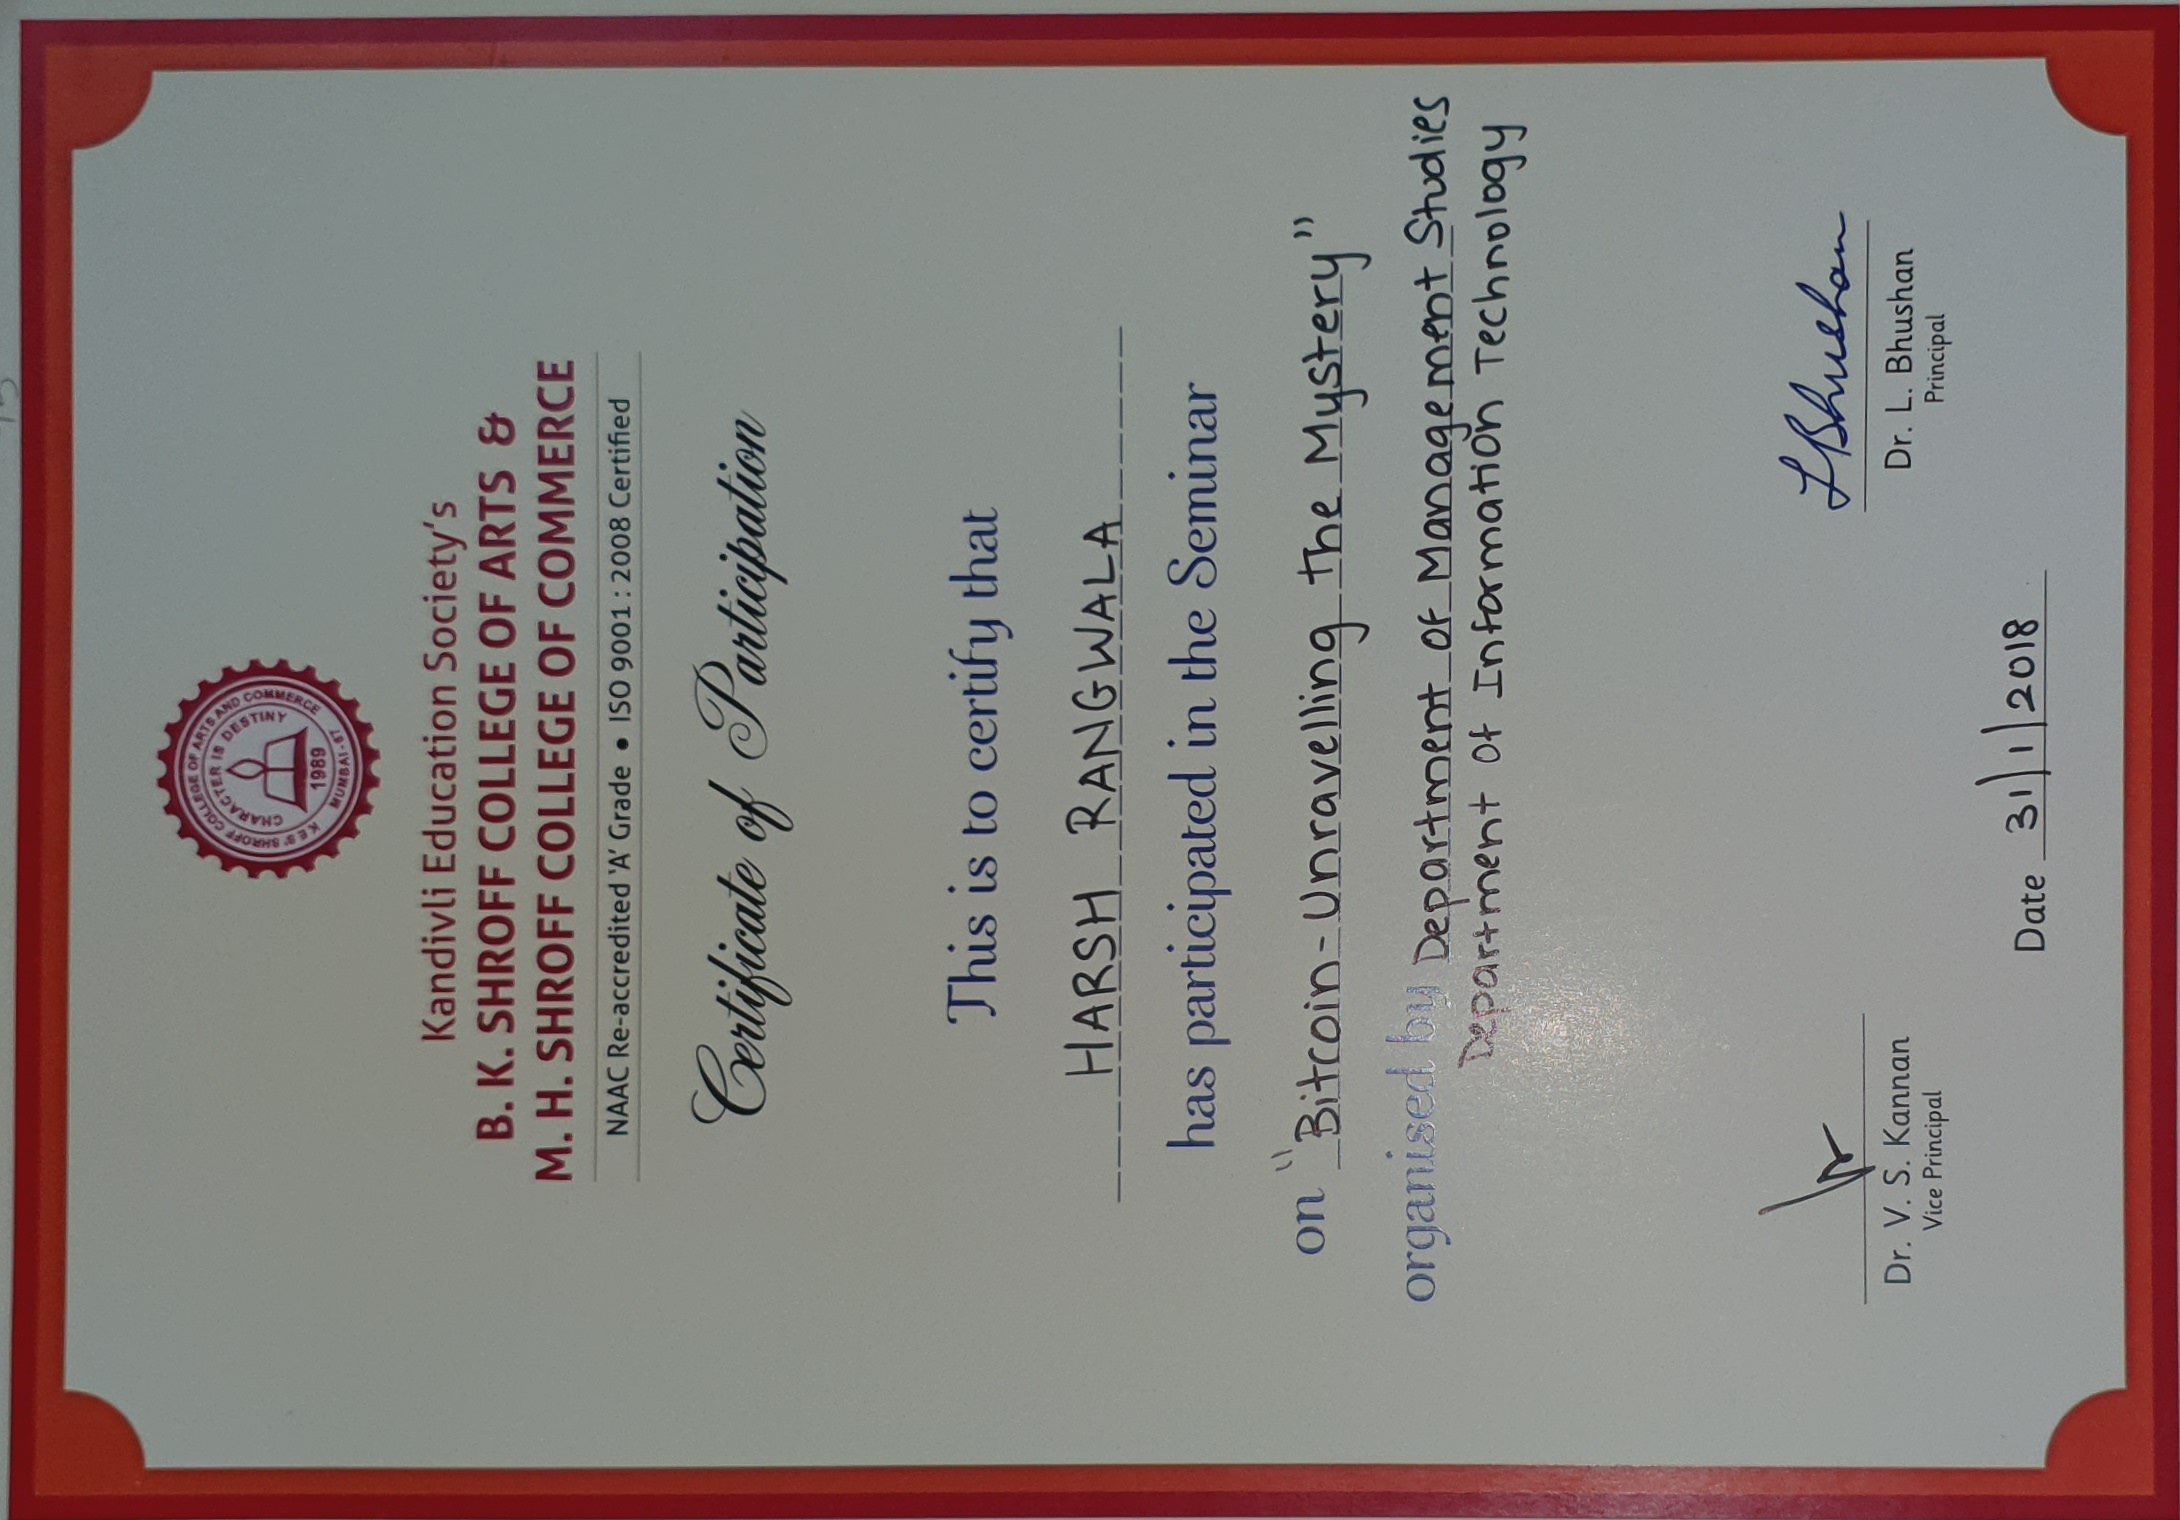 K E S' SHROFF COLLEGE OF ARTS AND COMMERCE
CHARACTER IS DESTINY
1989
MUMBAI-67
Kandivli Education Society's
B. K. SHROFF COLLEGE OF ARTS &
M. H. SHROFF COLLEGE OF COMMERCE
NAAC Re-accredited 'A' Grade • ISO 9001 : 2008 Certified
Certificate of Participation
This is to certify that
HARSH RANGWALA
has participated in the Seminar
on "Bitcoin-Unravelling the Mystery"
organised by Department of Management Studies
Department of Information Technology
L Bhushan
Dr. V. S. Kannan
Vice Principal
Dr. L. Bhushan
Principal
Date 31/1/2018